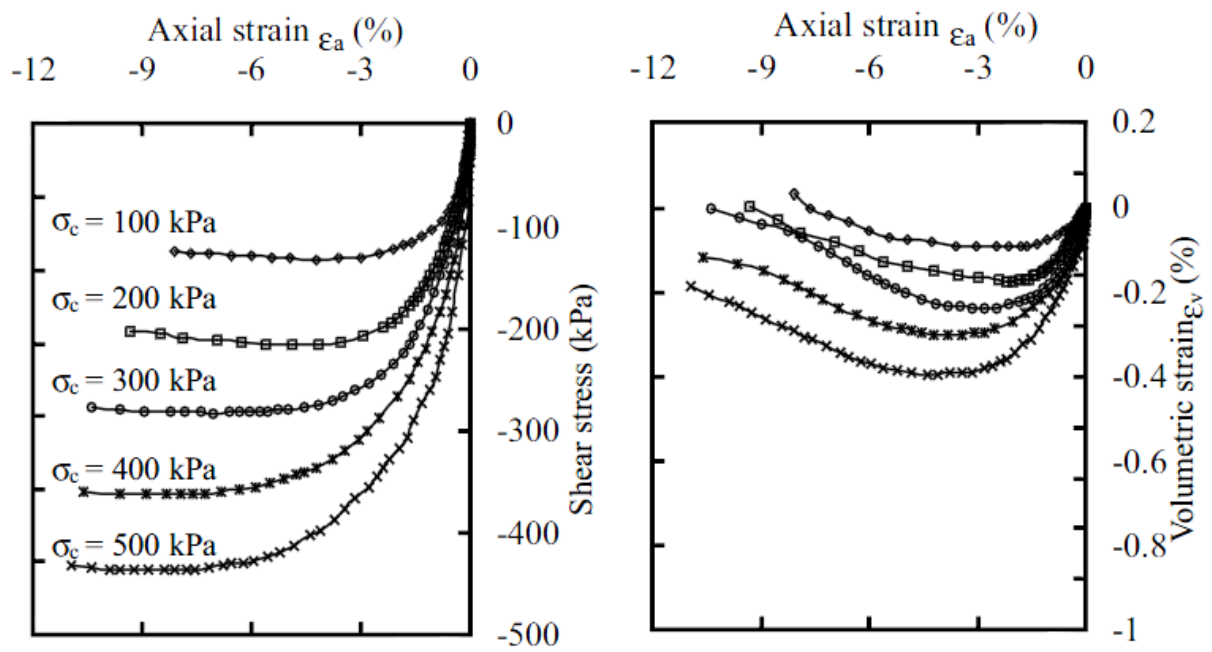 Axial strain εa (%)
-12 -9 -6 -3 0
0
-100
-200
-300
-400
-500
Shear stress (kPa)
σc = 100 kPa
σc = 200 kPa
σc = 300 kPa
σc = 400 kPa
σc = 500 kPa
Axial strain εa (%)
-12 -9 -6 -3 0
0.2
0
-0.2
-0.4
-0.6
-0.8
-1
Volumetric strain εv (%)